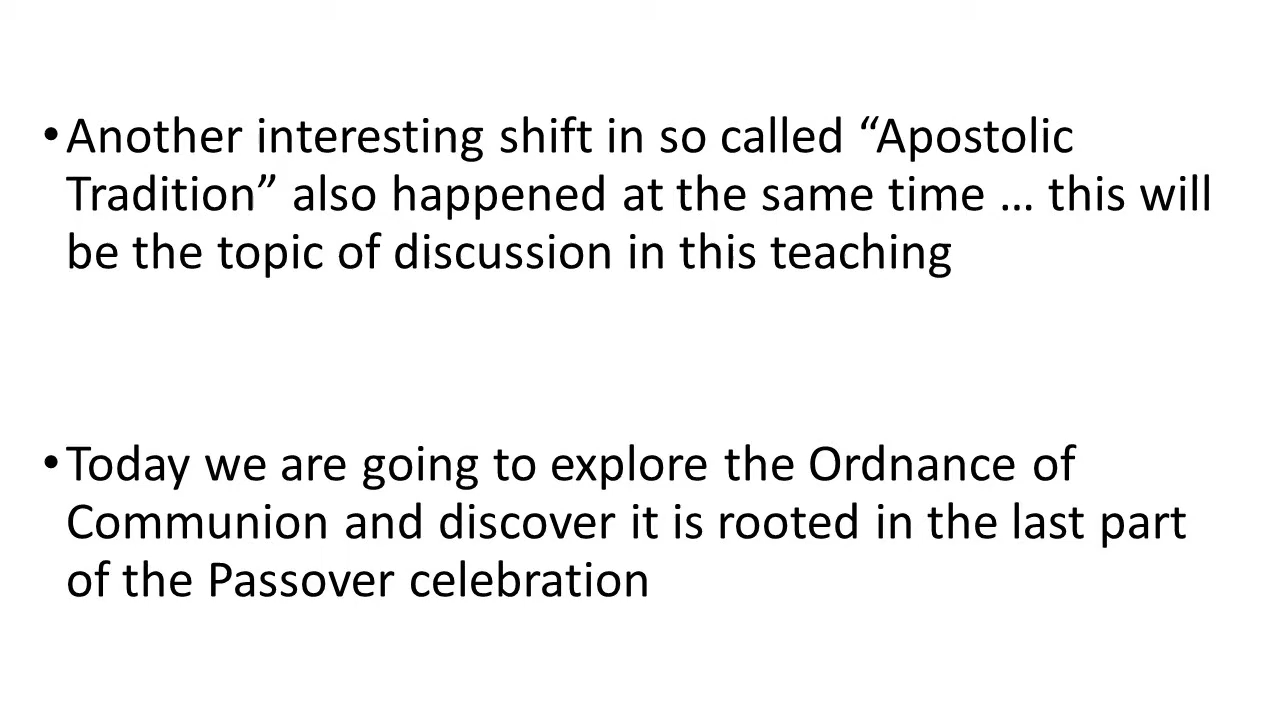 •Another interesting shift in so called “Apostolic
Tradition” also happened at the same time … this will
be the topic of discussion in this teaching
•Today we are going to explore the Ordnance of
Communion and discover it is rooted in the last part
of the Passover celebration